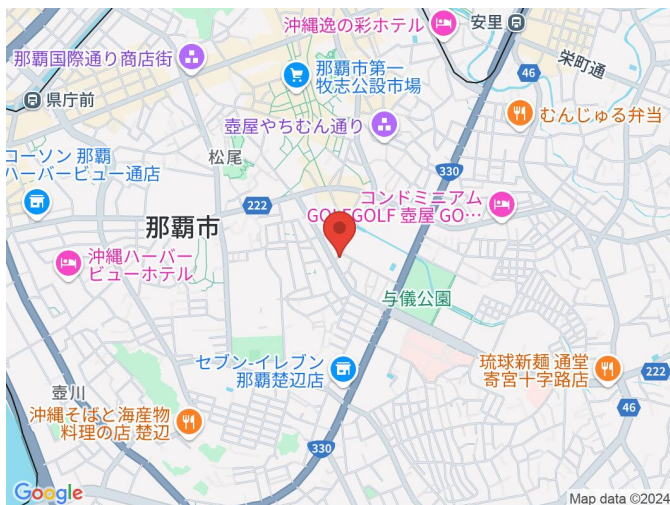 沖縄逸の彩ホテル
安里
那覇国際通り商店街
栄町通
46
那覇市第一
牧志公設市場
県庁前
むんじゅる弁当
壺屋やちむん通り
松尾
330
ローソン 那覇
ハーバービュー通店
222
コンドミニアム
GOLFGOLF 壺屋 GO…
那覇市
沖縄ハーバー
ビューホテル
与儀公園
セブン-イレブン
那覇楚辺店
琉球新麺 通堂
寄宮十字路店
222
壺川
沖縄そばと海産物
料理の店 楚辺
46
330
Google
Map data ©2024